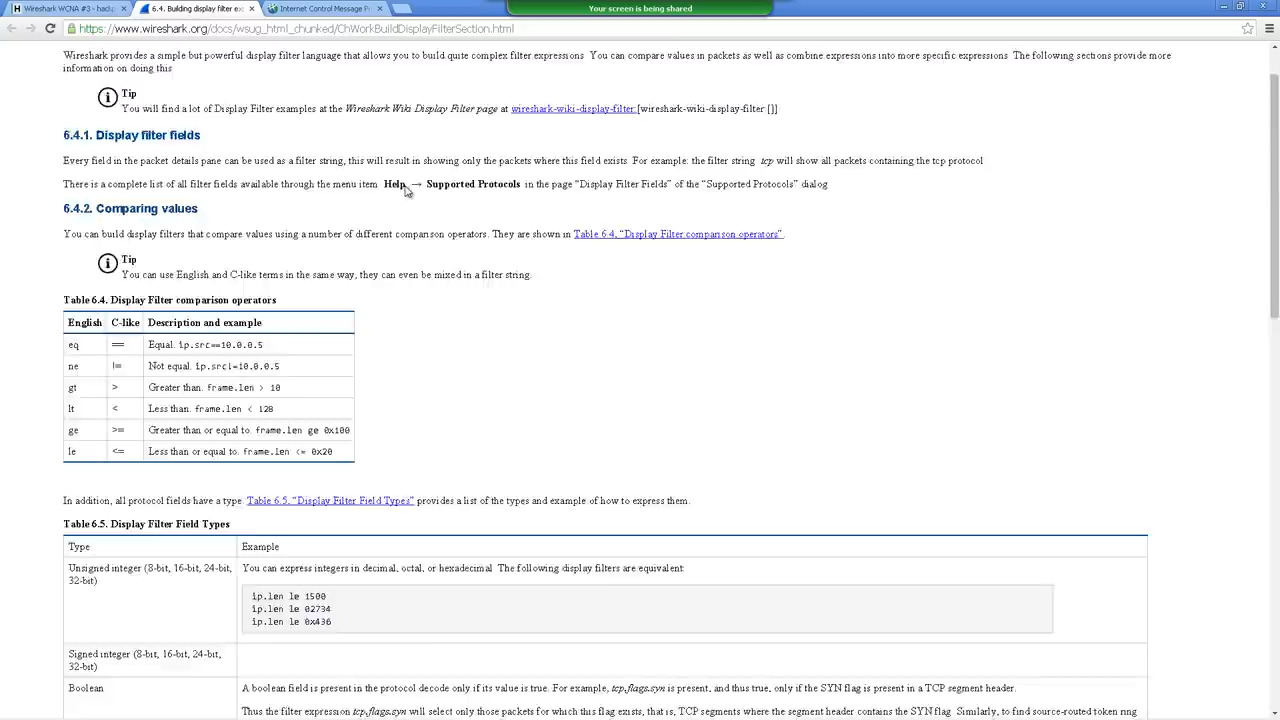 Wireshark WCNA #3 - hack
6.4. Building display filter ex
Internet Control Message Pr
Your screen is being shared
https://www.wireshark.org/docs/wsug_html_chunked/ChWorkBuildDisplayFilterSection.html
Wireshark provides a simple but powerful display filter language that allows you to build quite complex filter expressions. You can compare values in packets as well as combine expressions into more specific expressions. The following sections provide more
information on doing this.
Tip
You will find a lot of Display Filter examples at the Wireshark Wiki Display Filter page at wireshark-wiki-display-filter [wireshark-wiki-display-filter []]
6.4.1. Display filter fields
Every field in the packet details pane can be used as a filter string, this will result in showing only the packets where this field exists. For example: the filter string: tcp will show all packets containing the tcp protocol.
There is a complete list of all filter fields available through the menu item Help → Supported Protocols in the page “Display Filter Fields” of the “Supported Protocols” dialog.
6.4.2. Comparing values
You can build display filters that compare values using a number of different comparison operators. They are shown in Table 6.4, “Display Filter comparison operators” .
Tip
You can use English and C-like terms in the same way, they can even be mixed in a filter string.
Table 6.4. Display Filter comparison operators
English C-like Description and example
eq == Equal. ip.src==10.0.0.5
ne != Not equal. ip.src!=10.0.0.5
gt > Greater than. frame.len > 10
lt < Less than. frame.len < 128
ge >= Greater than or equal to. frame.len ge 0x100
le <= Less than or equal to. frame.len <= 0x20
In addition, all protocol fields have a type. Table 6.5, “Display Filter Field Types” provides a list of the types and example of how to express them.
Table 6.5. Display Filter Field Types
Type Example
Unsigned integer (8-bit, 16-bit, 24-bit, You can express integers in decimal, octal, or hexadecimal. The following display filters are equivalent:
32-bit)
ip.len le 1500
ip.len le 02734
ip.len le 0x436
Signed integer (8-bit, 16-bit, 24-bit,
32-bit)
Boolean A boolean field is present in the protocol decode only if its value is true. For example, tcp.flags.syn is present, and thus true, only if the SYN flag is present in a TCP segment header.
Thus the filter expression tcp.flags.syn will select only those packets for which this flag exists, that is, TCP segments where the segment header contains the SYN flag. Similarly, to find source-routed token ring